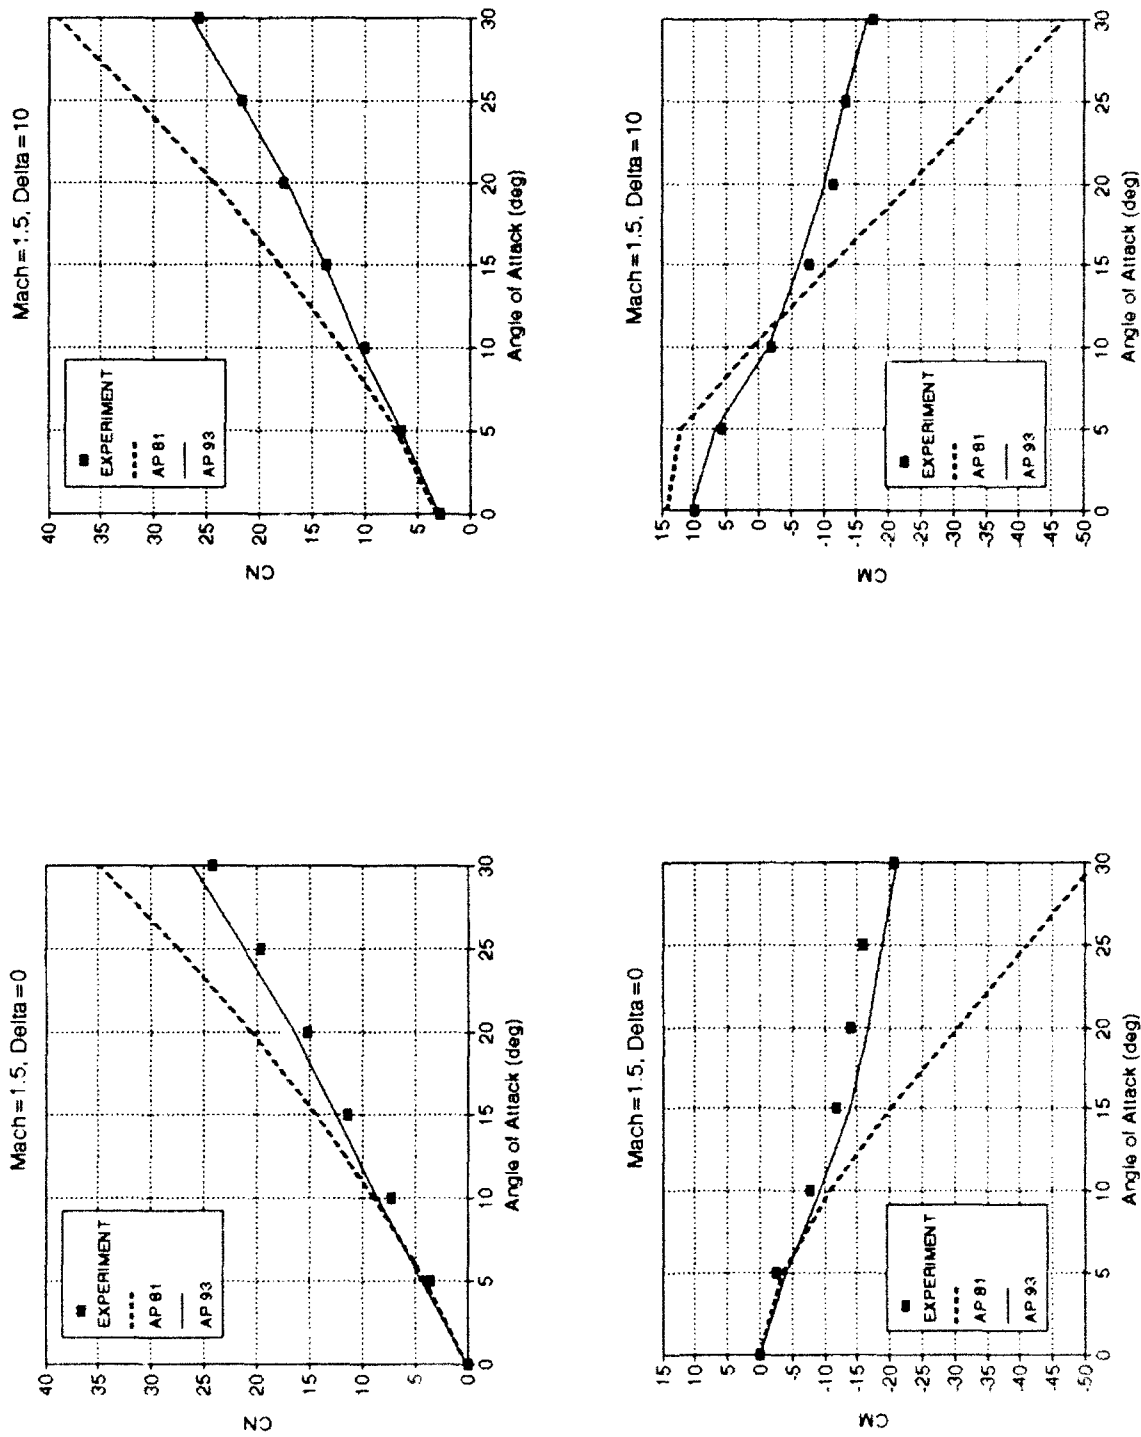 Mach=1.5, Delta=0
CN
40
35
30
25
20
15
10
5
0
EXPERIMENT
AP 81
AP 93
0 5 10 15 20 25 30
Angle of Attack (deg)
Mach=1.5, Delta=10
CN
40
35
30
25
20
15
10
5
0
EXPERIMENT
AP 81
AP 93
0 5 10 15 20 25 30
Angle of Attack (deg)
Mach=1.5, Delta=0
CM
15
10
5
0
-5
-10
-15
-20
-25
-30
-35
-40
-45
-50
EXPERIMENT
AP 81
AP 93
0 5 10 15 20 25 30
Angle of Attack (deg)
Mach=1.5, Delta=10
CM
15
10
5
0
-5
-10
-15
-20
-25
-30
-35
-40
-45
-50
EXPERIMENT
AP 81
AP 93
0 5 10 15 20 25 30
Angle of Attack (deg)